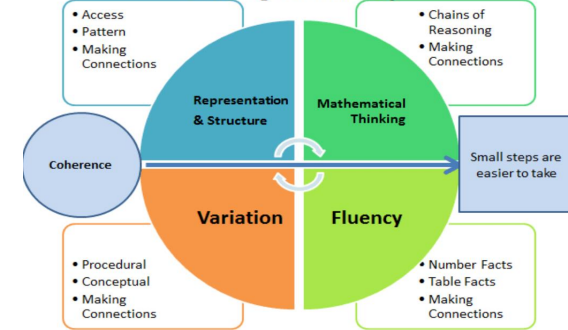 • Access
• Pattern
• Making
Connections
• Chains of
Reasoning
• Making
Connections
Representation
& Structure
Mathematical
Thinking
Coherence
Small steps are
easier to take
Variation
Fluency
• Procedural
• Conceptual
• Making
Connections
• Number Facts
• Table Facts
• Making
Connections